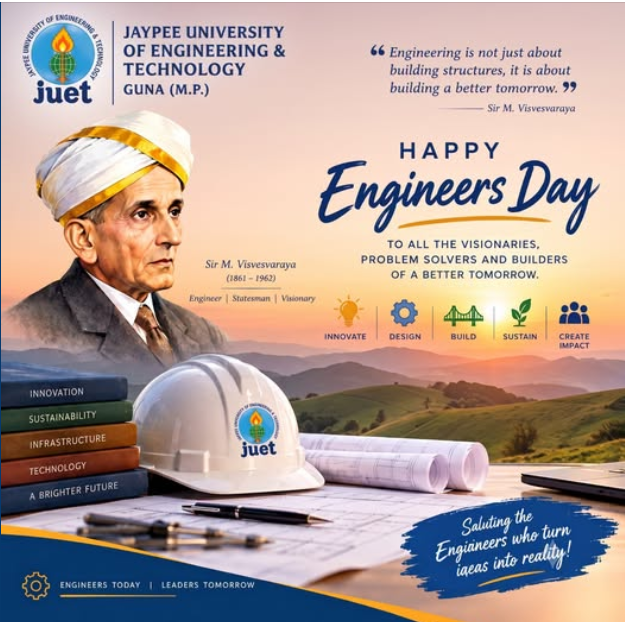 JAYPEE UNIVERSITY OF ENGINEERING & TECHNOLOGY
juet
JAYPEE UNIVERSITY
OF ENGINEERING &
TECHNOLOGY
GUNA (M.P.)
❝ Engineering is not just about
building structures, it is about
building a better tomorrow. ❞
Sir M. Visvesvaraya
HAPPY
Engineers Day
TO ALL THE VISIONARIES,
PROBLEM SOLVERS AND BUILDERS
OF A BETTER TOMORROW.
Sir M. Visvesvaraya
(1861 – 1962)
Engineer | Statesman | Visionary
INNOVATE | DESIGN | BUILD | SUSTAIN | CREATE
IMPACT
INNOVATION
SUSTAINABILITY
INFRASTRUCTURE
TECHNOLOGY
A BRIGHTER FUTURE
juet
Saluting the
Engiąneers who turn
iąeas into reality!
ENGINEERS TODAY | LEADERS TOMORROW